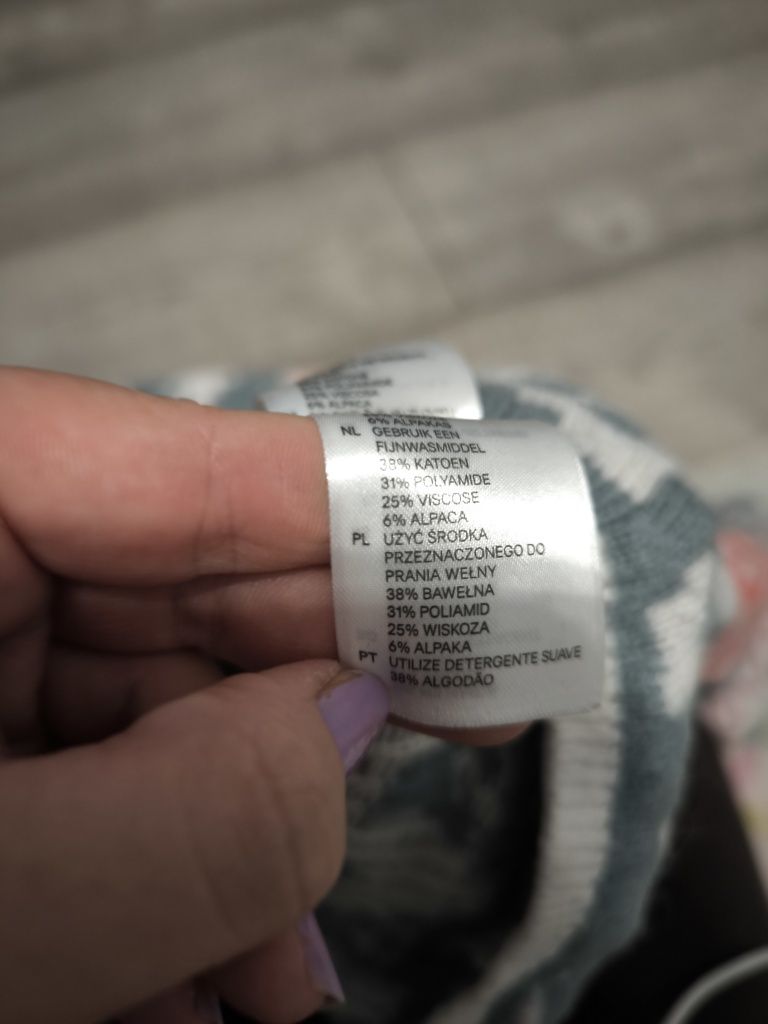 6% ALPAKAS
NL GEBRUIK EEN
FIJNWASMIDDEL
38% KATOEN
31% POLYAMIDE
25% VISCOSE
6% ALPACA
PL UŻYĆ ŚRODKA
PRZEZNACZONEGO DO
PRANIA WEŁNY
38% BAWEŁNA
31% POLIAMID
25% WISKOZA
6% ALPAKA
PT UTILIZE DETERGENTE SUAVE
38% ALGODÃO